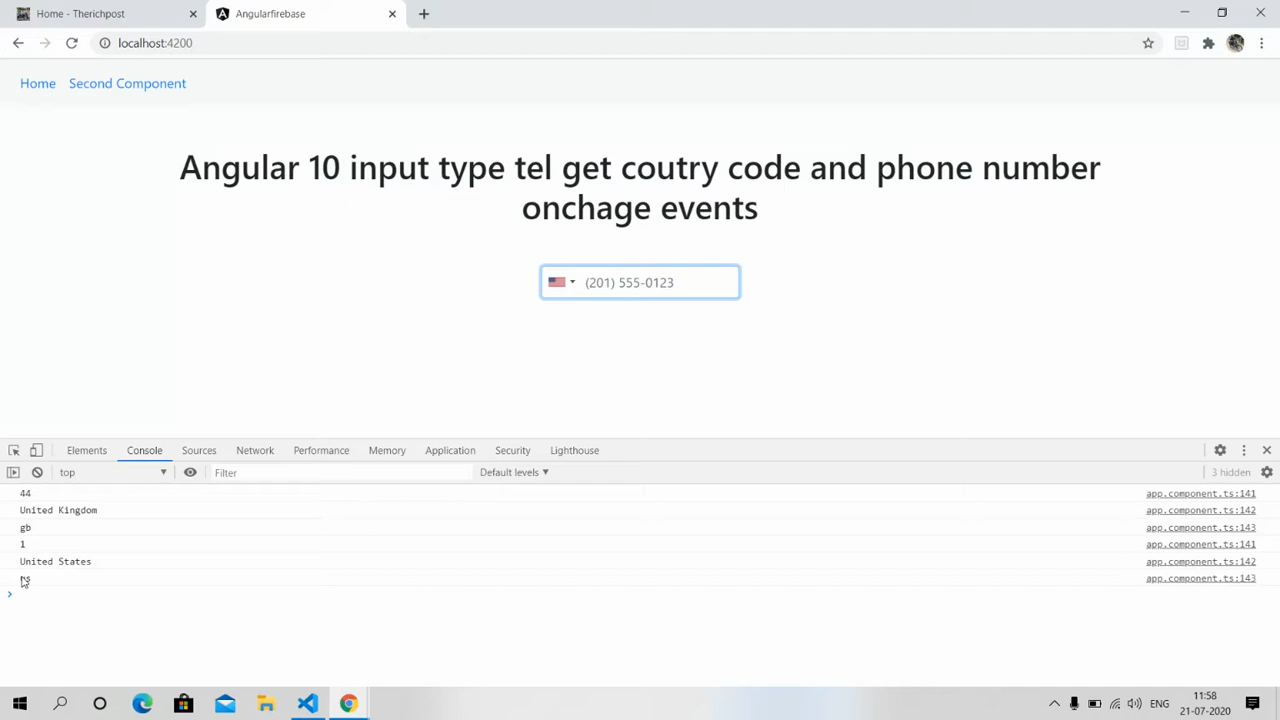 Home - Therichpost
Angularfirebase
localhost:4200
Home Second Component
Angular 10 input type tel get coutry code and phone number
onchage events
(201) 555-0123
Elements Console Sources Network Performance Memory Application Security Lighthouse
top Filter Default levels 3 hidden
44 app.component.ts:141
United Kingdom app.component.ts:142
gb app.component.ts:143
1 app.component.ts:141
United States app.component.ts:142
app.component.ts:143
ENG
11:58
21-07-2020